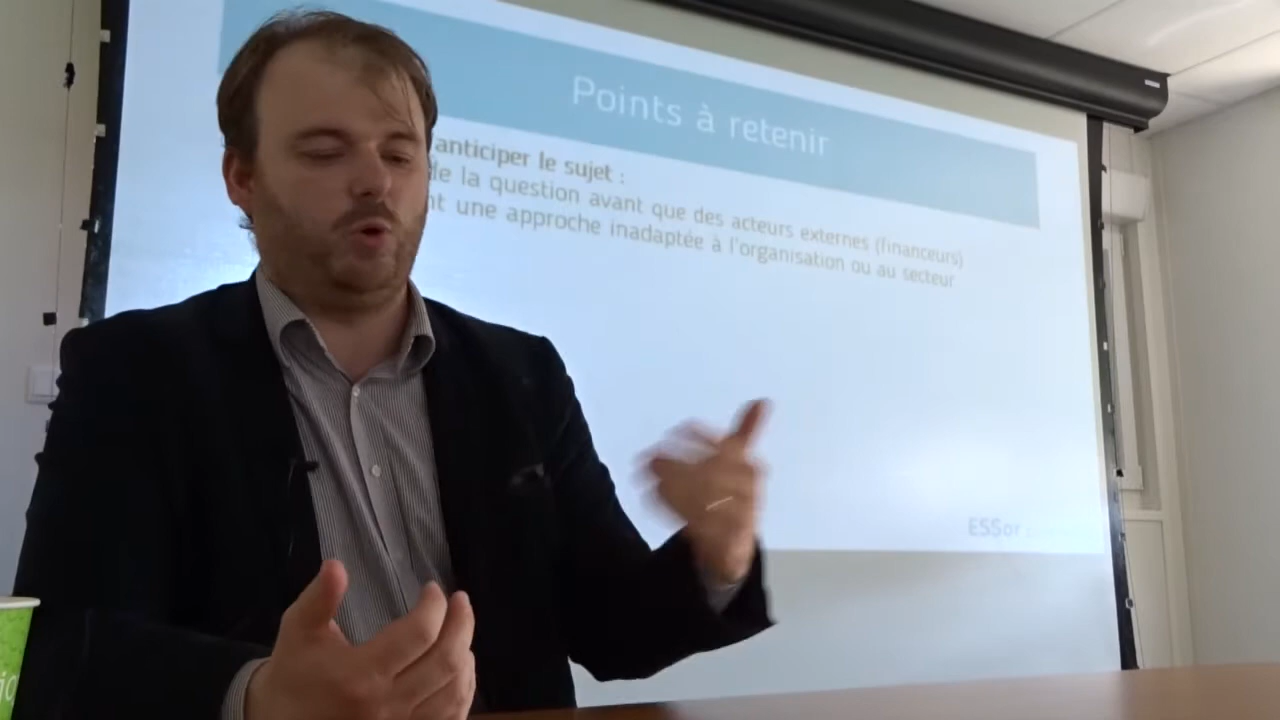 Points à retenir
anticiper le sujet :
de la question avant que des acteurs externes (financeurs)
nt une approche inadaptée à l'organisation ou au secteur
ESSor